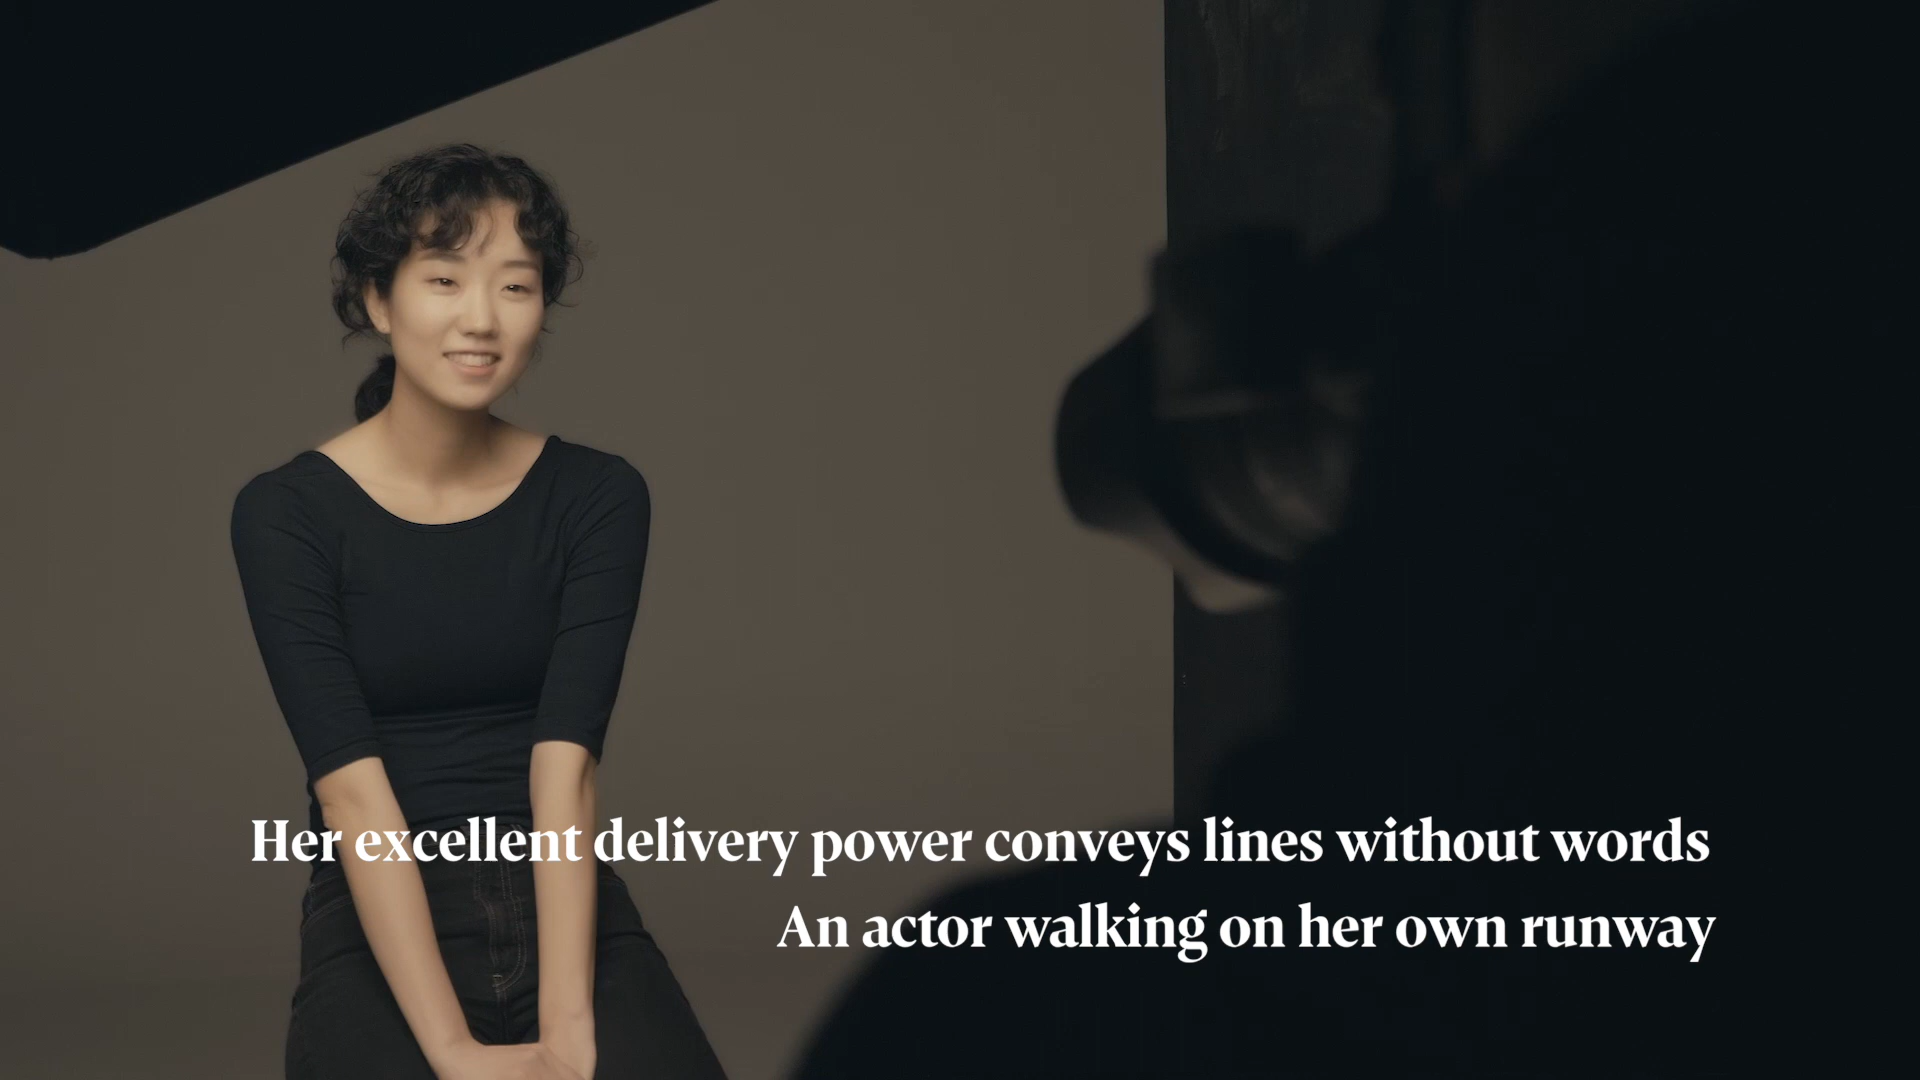 Her excellent delivery power conveys lines without words
An actor walking on her own runway